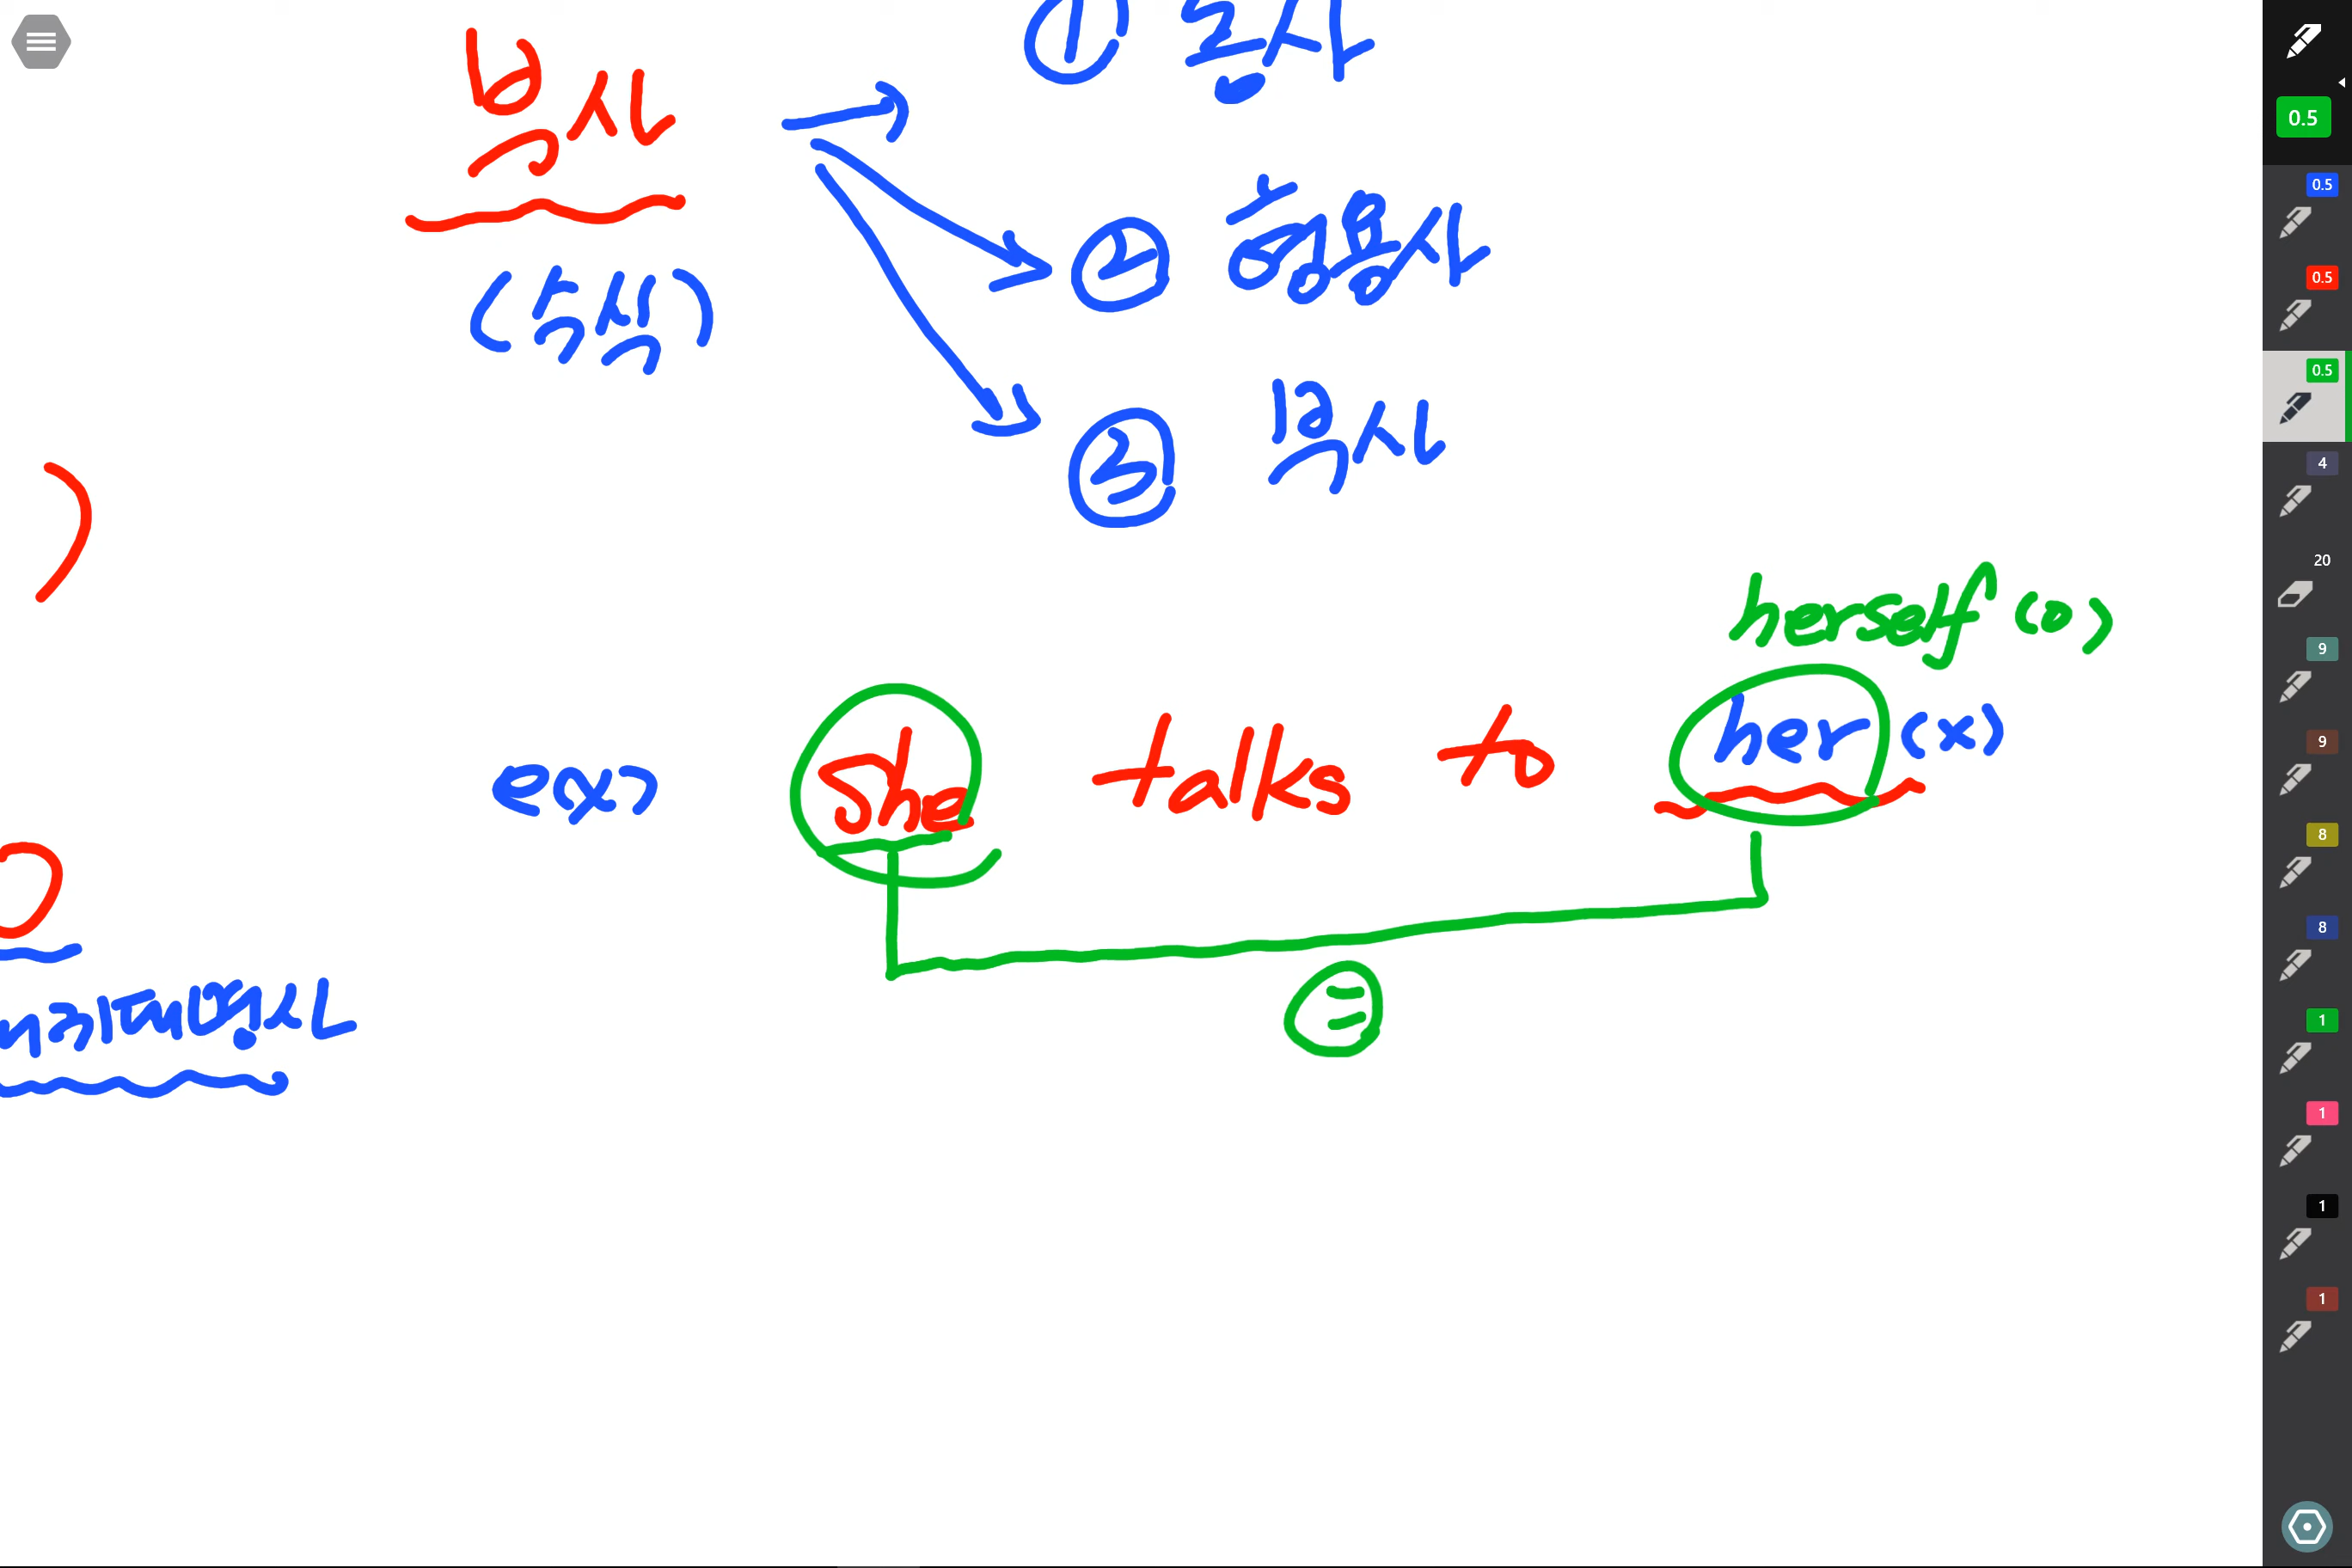 부사 → ① 동사
(부사) ② 형용사
③ 부사
herself (o)
ex) She talks to her (x)
=
재귀대명사
0.5
0.5
0.5
0.5
4
20
9
9
8
8
1
1
1
1